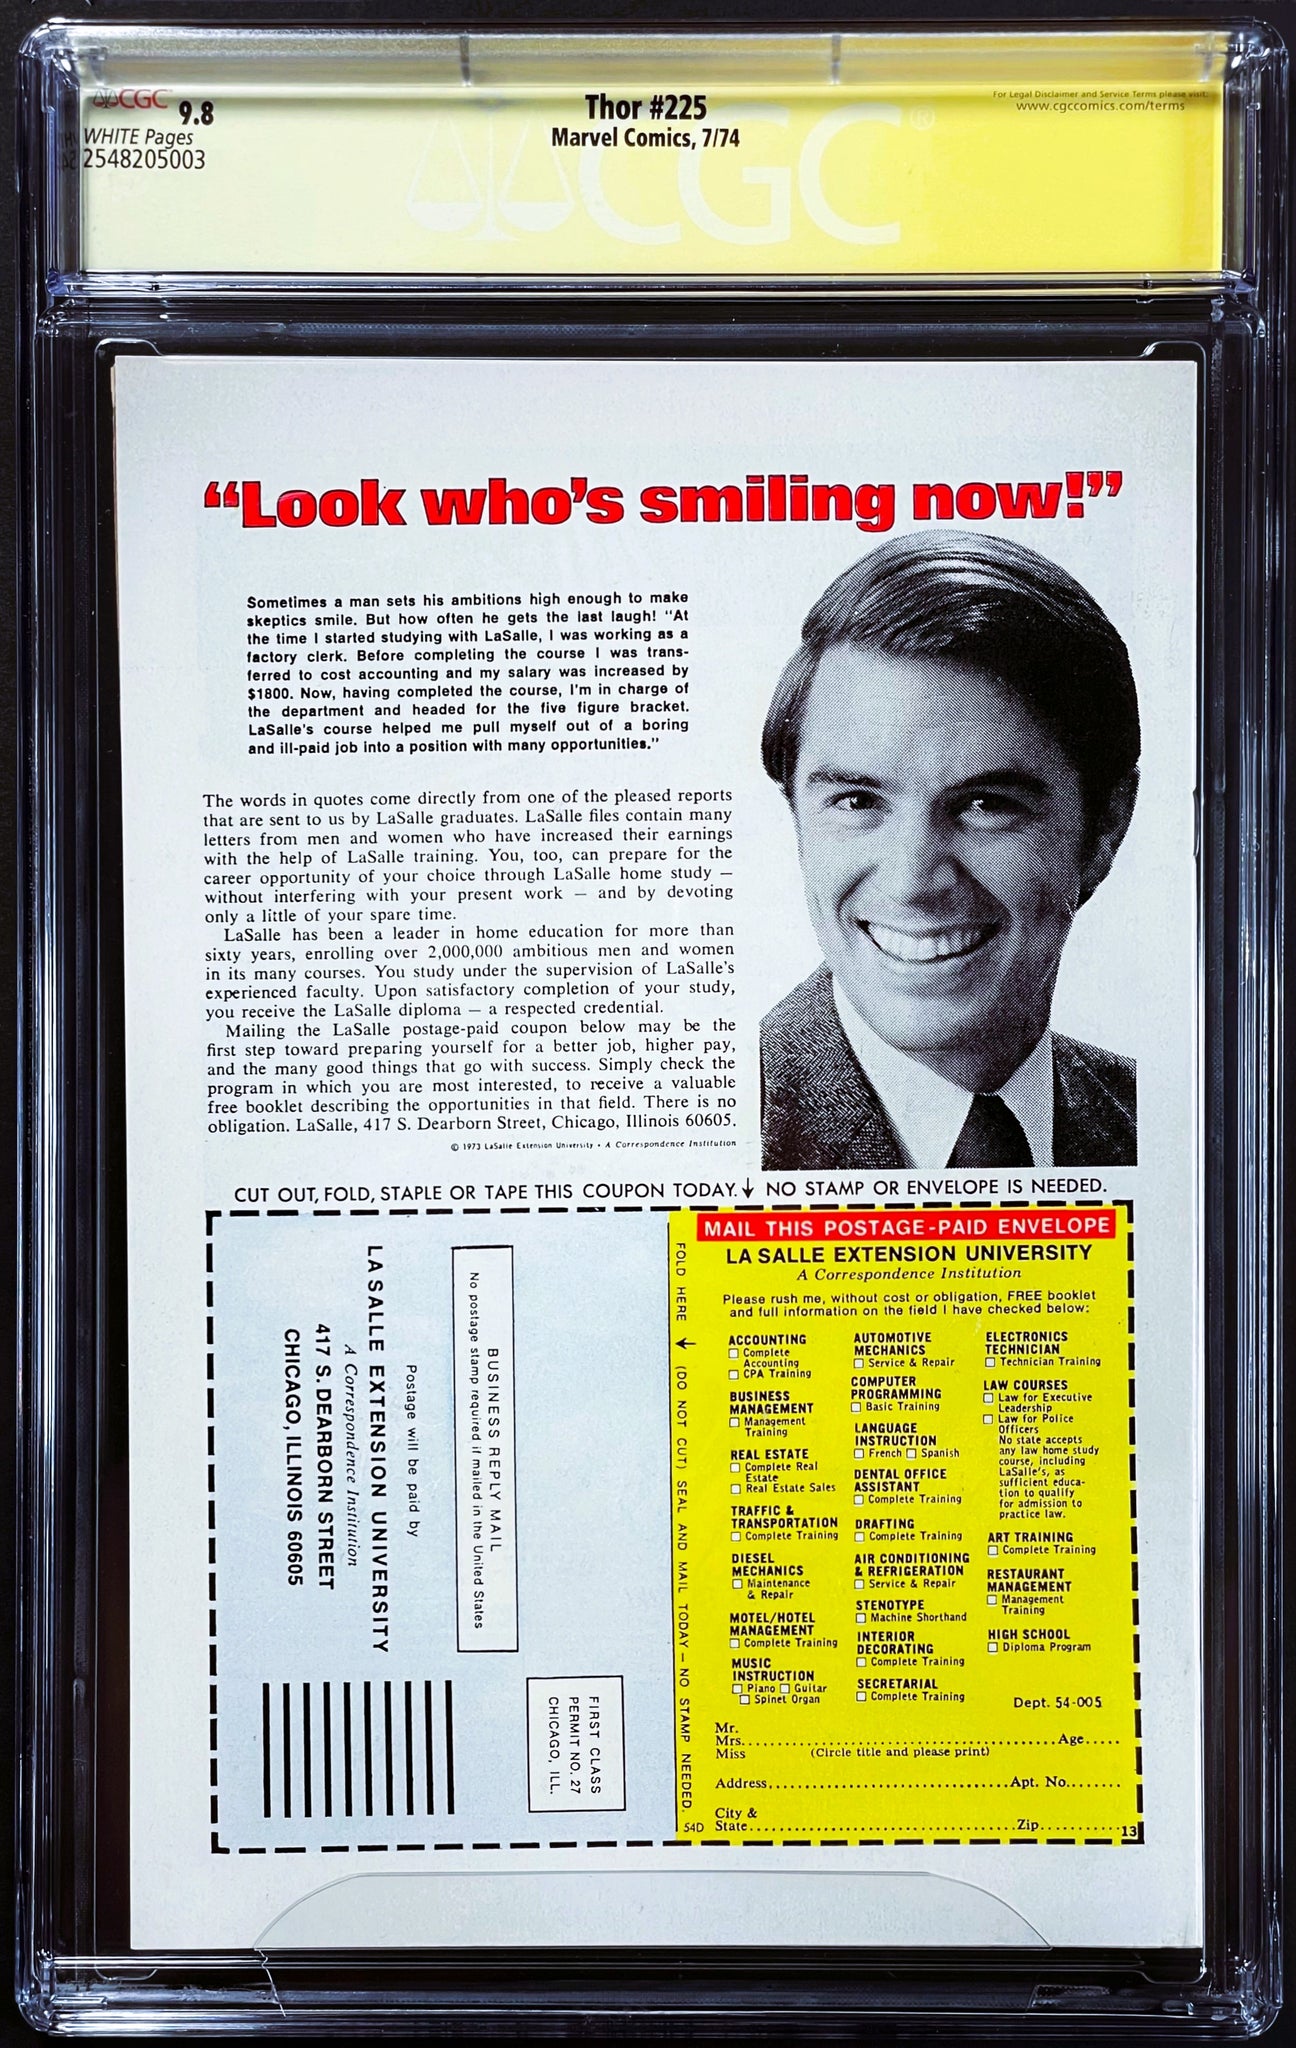 CGC 9.8
WHITE Pages
2548205003
Thor #225
Marvel Comics, 7/74
For Legal Disclaimer and Service Terms please visit:
www.cgccomics.com/terms
CGC®
“Look who’s smiling now!”
Sometimes a man sets his ambitions high enough to make
skeptics smile. But how often he gets the last laugh! "At
the time I started studying with LaSalle, I was working as a
factory clerk. Before completing the course I was trans-
ferred to cost accounting and my salary was increased by
$1800. Now, having completed the course, I'm in charge of
the department and headed for the five figure bracket.
LaSalle's course helped me pull myself out of a boring
and ill-paid job into a position with many opportunities."
The words in quotes come directly from one of the pleased reports
that are sent to us by LaSalle graduates. LaSalle files contain many
letters from men and women who have increased their earnings
with the help of LaSalle training. You, too, can prepare for the
career opportunity of your choice through LaSalle home study —
without interfering with your present work — and by devoting
only a little of your spare time.
LaSalle has been a leader in home education for more than
sixty years, enrolling over 2,000,000 ambitious men and women
in its many courses. You study under the supervision of LaSalle's
experienced faculty. Upon satisfactory completion of your study,
you receive the LaSalle diploma — a respected credential.
Mailing the LaSalle postage-paid coupon below may be the
first step toward preparing yourself for a better job, higher pay,
and the many good things that go with success. Simply check the
program in which you are most interested, to receive a valuable
free booklet describing the opportunities in that field. There is no
obligation. LaSalle, 417 S. Dearborn Street, Chicago, Illinois 60605.
© 1973 LaSalle Extension University • A Correspondence Institution
CUT OUT, FOLD, STAPLE OR TAPE THIS COUPON TODAY. ↓ NO STAMP OR ENVELOPE IS NEEDED.
FIRST CLASS
PERMIT NO. 27
CHICAGO, ILL.
BUSINESS REPLY MAIL
No postage stamp required if mailed in the United States
Postage will be paid by
LA SALLE EXTENSION UNIVERSITY
A Correspondence Institution
417 S. DEARBORN STREET
CHICAGO, ILLINOIS 60605
FOLD HERE ↓ (DO NOT CUT) SEAL AND MAIL TODAY — NO STAMP NEEDED.
54D
MAIL THIS POSTAGE-PAID ENVELOPE
LA SALLE EXTENSION UNIVERSITY
A Correspondence Institution
Please rush me, without cost or obligation, FREE booklet
and full information on the field I have checked below:
ACCOUNTING
☐ Complete
Accounting
☐ CPA Training
BUSINESS
MANAGEMENT
☐ Management
Training
REAL ESTATE
☐ Complete Real
Estate
☐ Real Estate Sales
TRAFFIC &
TRANSPORTATION
☐ Complete Training
DIESEL
MECHANICS
☐ Maintenance
& Repair
MOTEL/HOTEL
MANAGEMENT
☐ Complete Training
MUSIC
INSTRUCTION
☐ Piano ☐ Guitar
☐ Spinet Organ
AUTOMOTIVE
MECHANICS
☐ Service & Repair
COMPUTER
PROGRAMMING
☐ Basic Training
LANGUAGE
INSTRUCTION
☐ French ☐ Spanish
DENTAL OFFICE
ASSISTANT
☐ Complete Training
DRAFTING
☐ Complete Training
AIR CONDITIONING
& REFRIGERATION
☐ Service & Repair
STENOTYPE
☐ Machine Shorthand
INTERIOR
DECORATING
☐ Complete Training
SECRETARIAL
☐ Complete Training
ELECTRONICS
TECHNICIAN
☐ Technician Training
LAW COURSES
☐ Law for Executive
Leadership
☐ Law for Police
Officers
No state accepts
any law home study
course, including
LaSalle's, as
sufficient educa-
tion to qualify
for admission to
practice law.
ART TRAINING
☐ Complete Training
RESTAURANT
MANAGEMENT
☐ Management
Training
HIGH SCHOOL
☐ Diploma Program
Dept. 54-005
Mr.
Mrs. Age
Miss (Circle title and please print)
Address Apt. No.
City &
State Zip
13